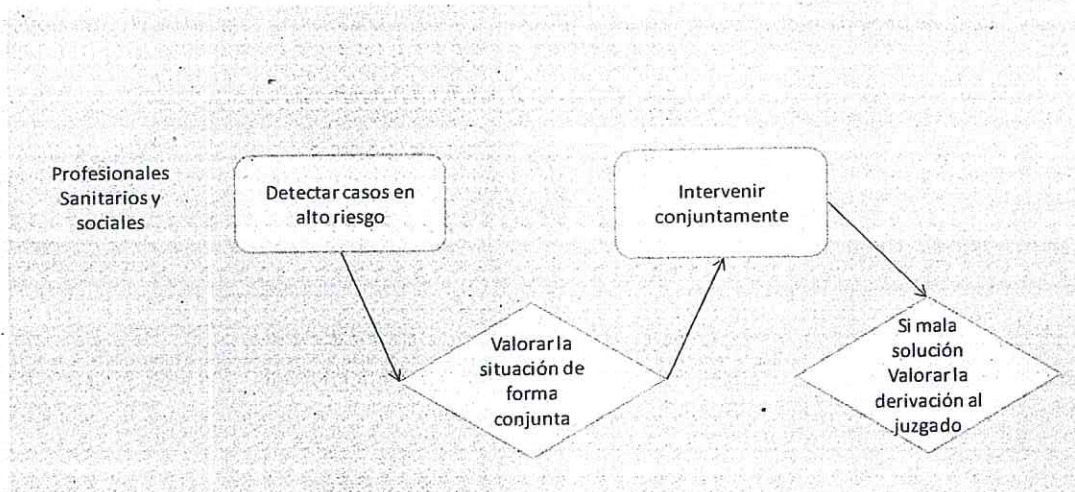 Profesionales
Sanitarios y
sociales
Detectar casos en
alto riesgo
Valorar la
situación de
forma
conjunta
Intervenir
conjuntamente
Si mala
solución
Valorar la
derivación al
juzgado